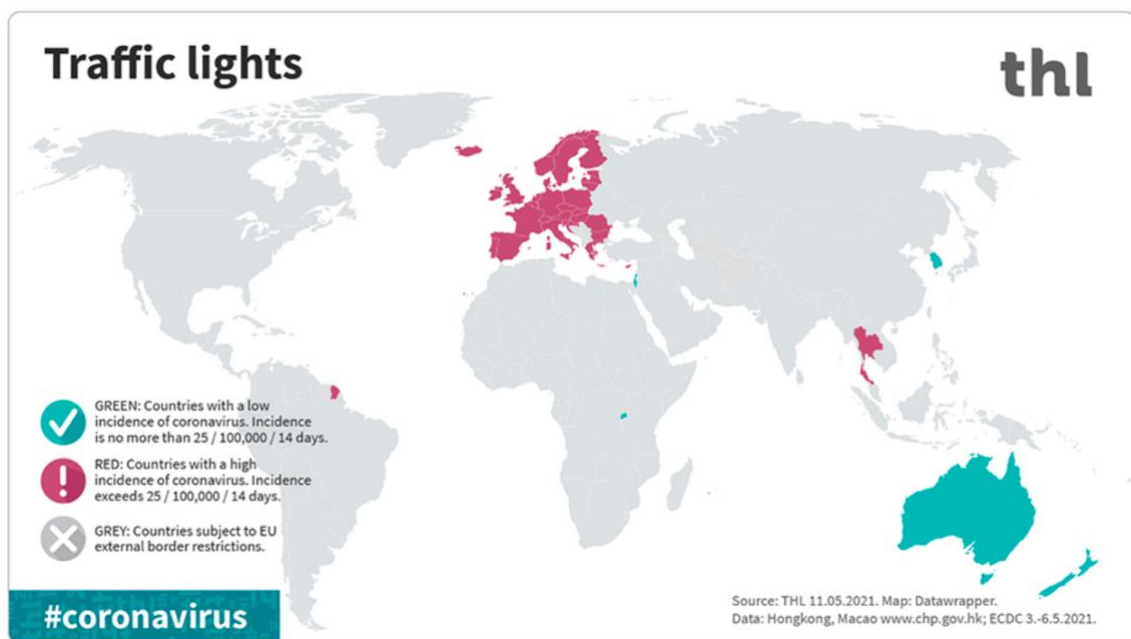 Traffic lights
thl
GREEN: Countries with a low
incidence of coronavirus. Incidence
is no more than 25 / 100,000 / 14 days.
RED: Countries with a high
incidence of coronavirus. Incidence
exceeds 25 / 100,000 / 14 days.
GREY: Countries subject to EU
external border restrictions.
#coronavirus
Source: THL 11.05.2021. Map: Datawrapper.
Data: Hongkong, Macao www.chp.gov.hk; ECDC 3.-6.5.2021.